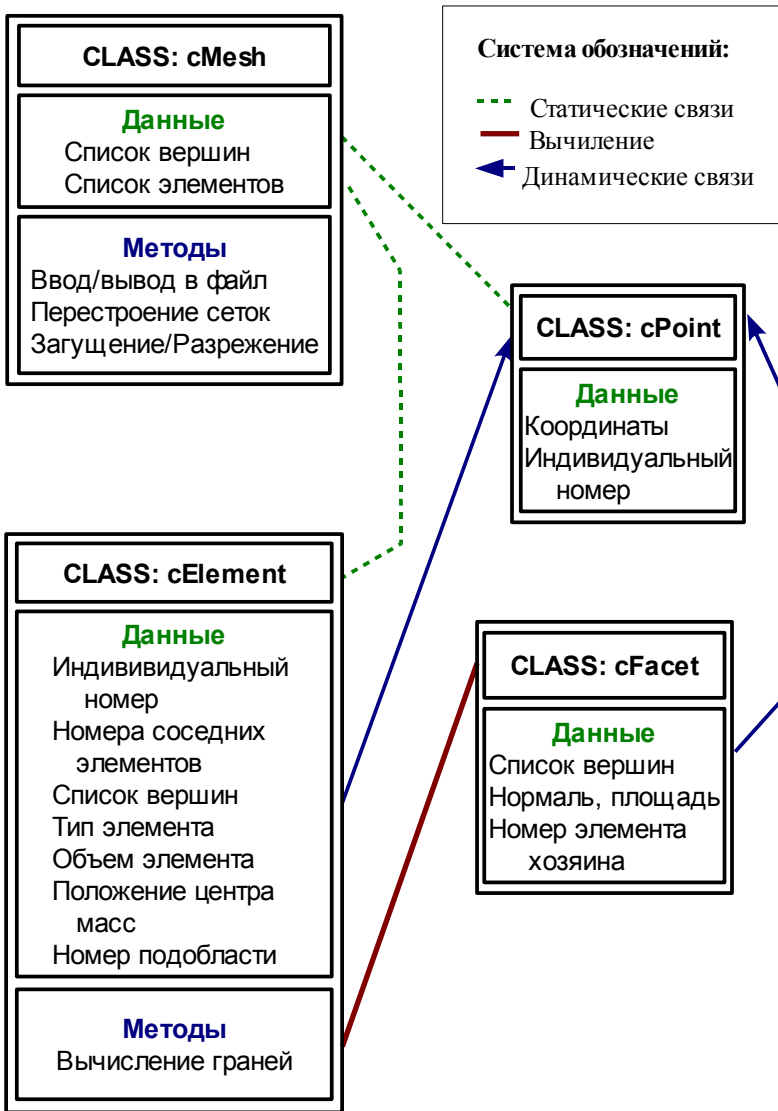 CLASS: cMesh
Данные
Список вершин
Список элементов
Методы
Ввод/вывод в файл
Перестроение сеток
Загущение/Разрежение
Система обозначений:
Статические связи
Вычиление
Динамические связи
CLASS: cPoint
Данные
Координаты
Индивидуальный
номер
CLASS: cElement
Данные
Индививидуальный
номер
Номера соседних
элементов
Список вершин
Тип элемента
Объем элемента
Положение центра
масс
Номер подобласти
Методы
Вычисление граней
CLASS: cFacet
Данные
Список вершин
Нормаль, площадь
Номер элемента
хозяина